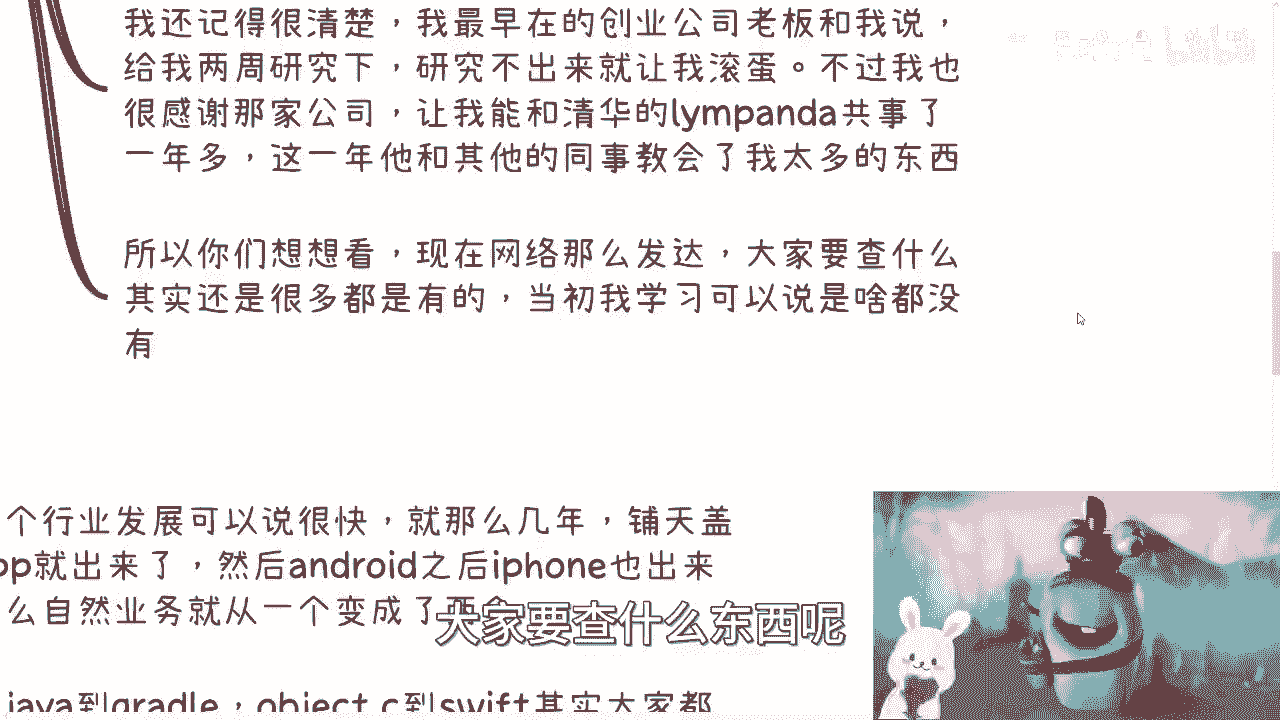 我还记得很清楚，我最早在的创业公司老板和我说，
给我两周研究下，研究不出来就让我滚蛋。不过我也
很感谢那家公司，让我能和清华的lympanda共事了
一年多，这一年他和其他的同事教会了我太多的东西
所以你们想想看，现在网络那么发达，大家要查什么
其实还是很多都是有的，当初我学习可以说是啥都没
有
个行业发展可以说很快，就那么几年，铺天盖
pp就出来了，然后android之后iphone也出来
么自然业务就从一个变成了两个
大家要查什么东西呢
java到gradle，object c到swift其实大家都